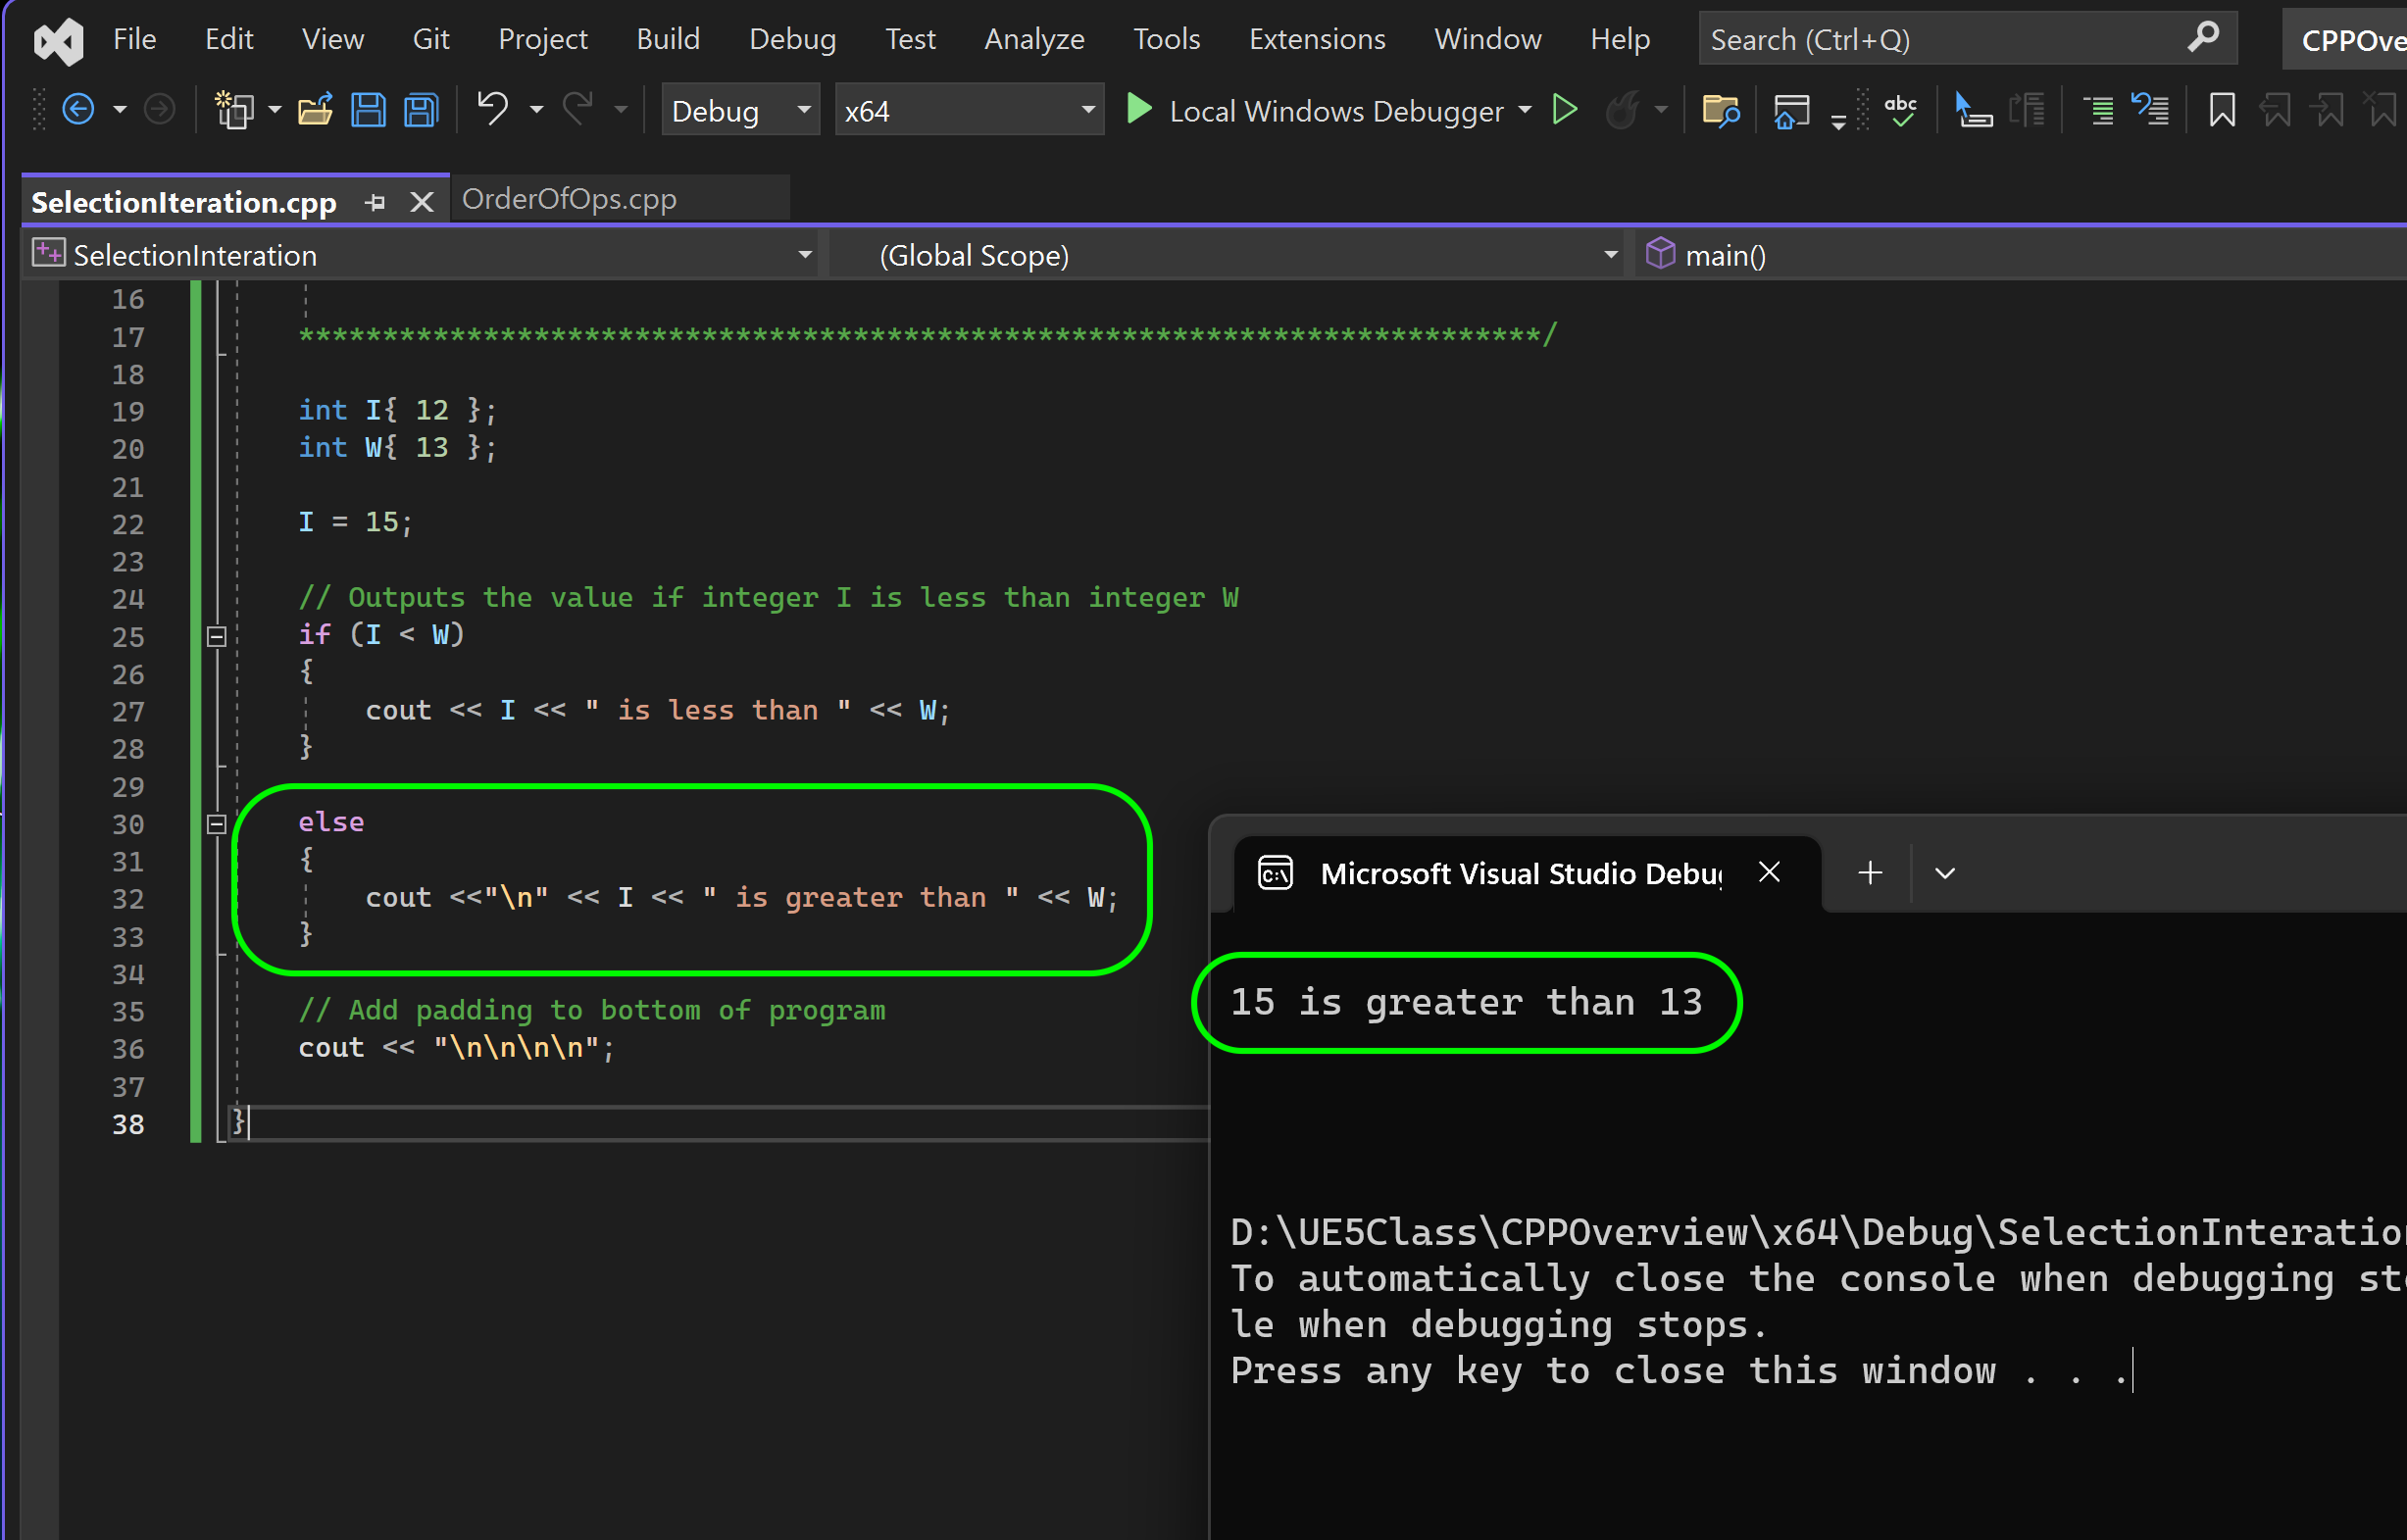 File Edit View Git Project Build Debug Test Analyze Tools Extensions Window Help Search (Ctrl+Q) CPPOve
Debug x64 Local Windows Debugger abc
SelectionIteration.cpp OrderOfOps.cpp
SelectionInteration (Global Scope) main()
16
17 **************************************************************************/
18
19 int I{ 12 };
20 int W{ 13 };
21
22 I = 15;
23
24 // Outputs the value if integer I is less than integer W
25 if (I < W)
26 {
27 cout << I << " is less than " << W;
28 }
29
30 else
31 {
32 cout <<"\n" << I << " is greater than " << W;
33 }
34
35 // Add padding to bottom of program
36 cout << "\n\n\n\n";
37
38 }
C:\ Microsoft Visual Studio Debu
15 is greater than 13
D:\UE5Class\CPPOverview\x64\Debug\SelectionInteratio
To automatically close the console when debugging sto
le when debugging stops.
Press any key to close this window . . .